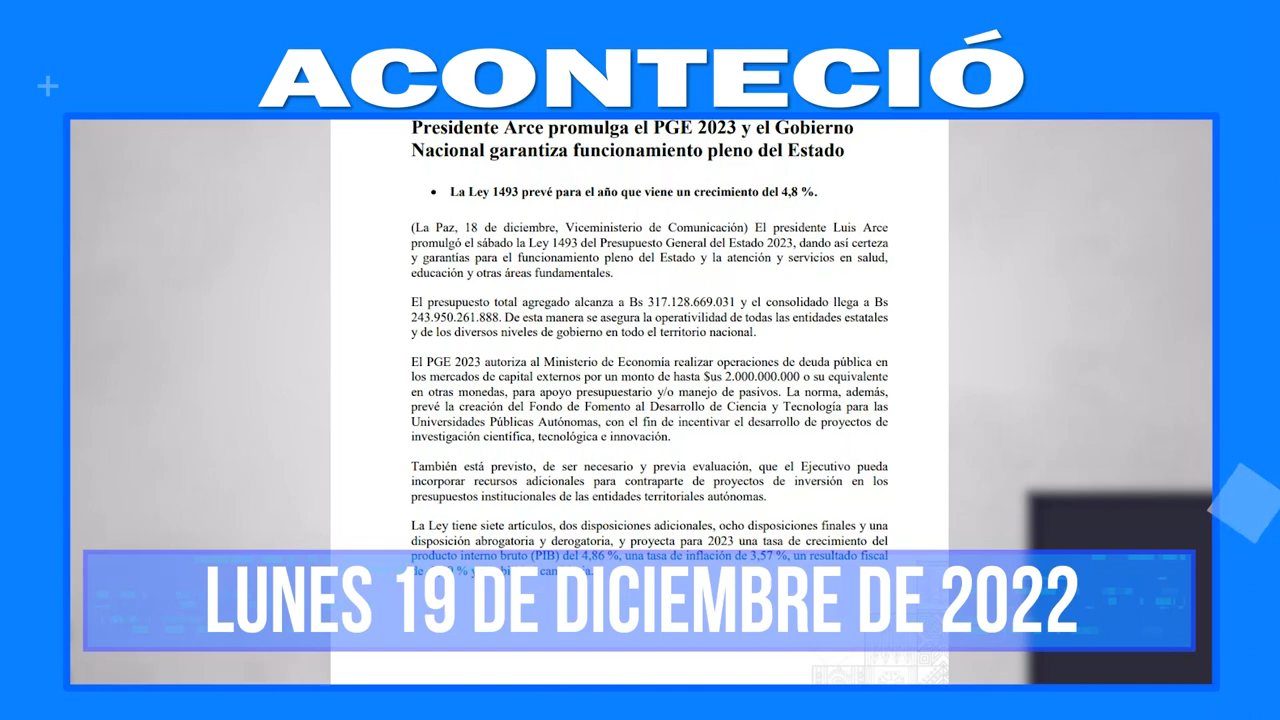 ACONTECIÓ
Presidente Arce promulga el PGE 2023 y el Gobierno
Nacional garantiza funcionamiento pleno del Estado
• La Ley 1493 prevé para el año que viene un crecimiento del 4,8 %.
(La Paz, 18 de diciembre, Viceministerio de Comunicación) El presidente Luis Arce
promulgó el sábado la Ley 1493 del Presupuesto General del Estado 2023, dando así certeza
y garantías para el funcionamiento pleno del Estado y la atención y servicios en salud,
educación y otras áreas fundamentales.
El presupuesto total agregado alcanza a Bs 317.128.669.031 y el consolidado llega a Bs
243.950.261.888. De esta manera se asegura la operatividad de todas las entidades estatales
y de los diversos niveles de gobierno en todo el territorio nacional.
El PGE 2023 autoriza al Ministerio de Economía realizar operaciones de deuda pública en
los mercados de capital externos por un monto de hasta $us 2.000.000.000 o su equivalente
en otras monedas, para apoyo presupuestario y/o manejo de pasivos. La norma, además,
prevé la creación del Fondo de Fomento al Desarrollo de Ciencia y Tecnología para las
Universidades Públicas Autónomas, con el fin de incentivar el desarrollo de proyectos de
investigación científica, tecnológica e innovación.
También está previsto, de ser necesario y previa evaluación, que el Ejecutivo pueda
incorporar recursos adicionales para contraparte de proyectos de inversión en los
presupuestos institucionales de las entidades territoriales autónomas.
La Ley tiene siete artículos, dos disposiciones adicionales, ocho disposiciones finales y una
disposición abrogatoria y derogatoria, y proyecta para 2023 una tasa de crecimiento del
producto interno bruto (PIB) del 4,86 %, una tasa de inflación de 3,57 %, un resultado fiscal
LUNES 19 DE DICIEMBRE DE 2022